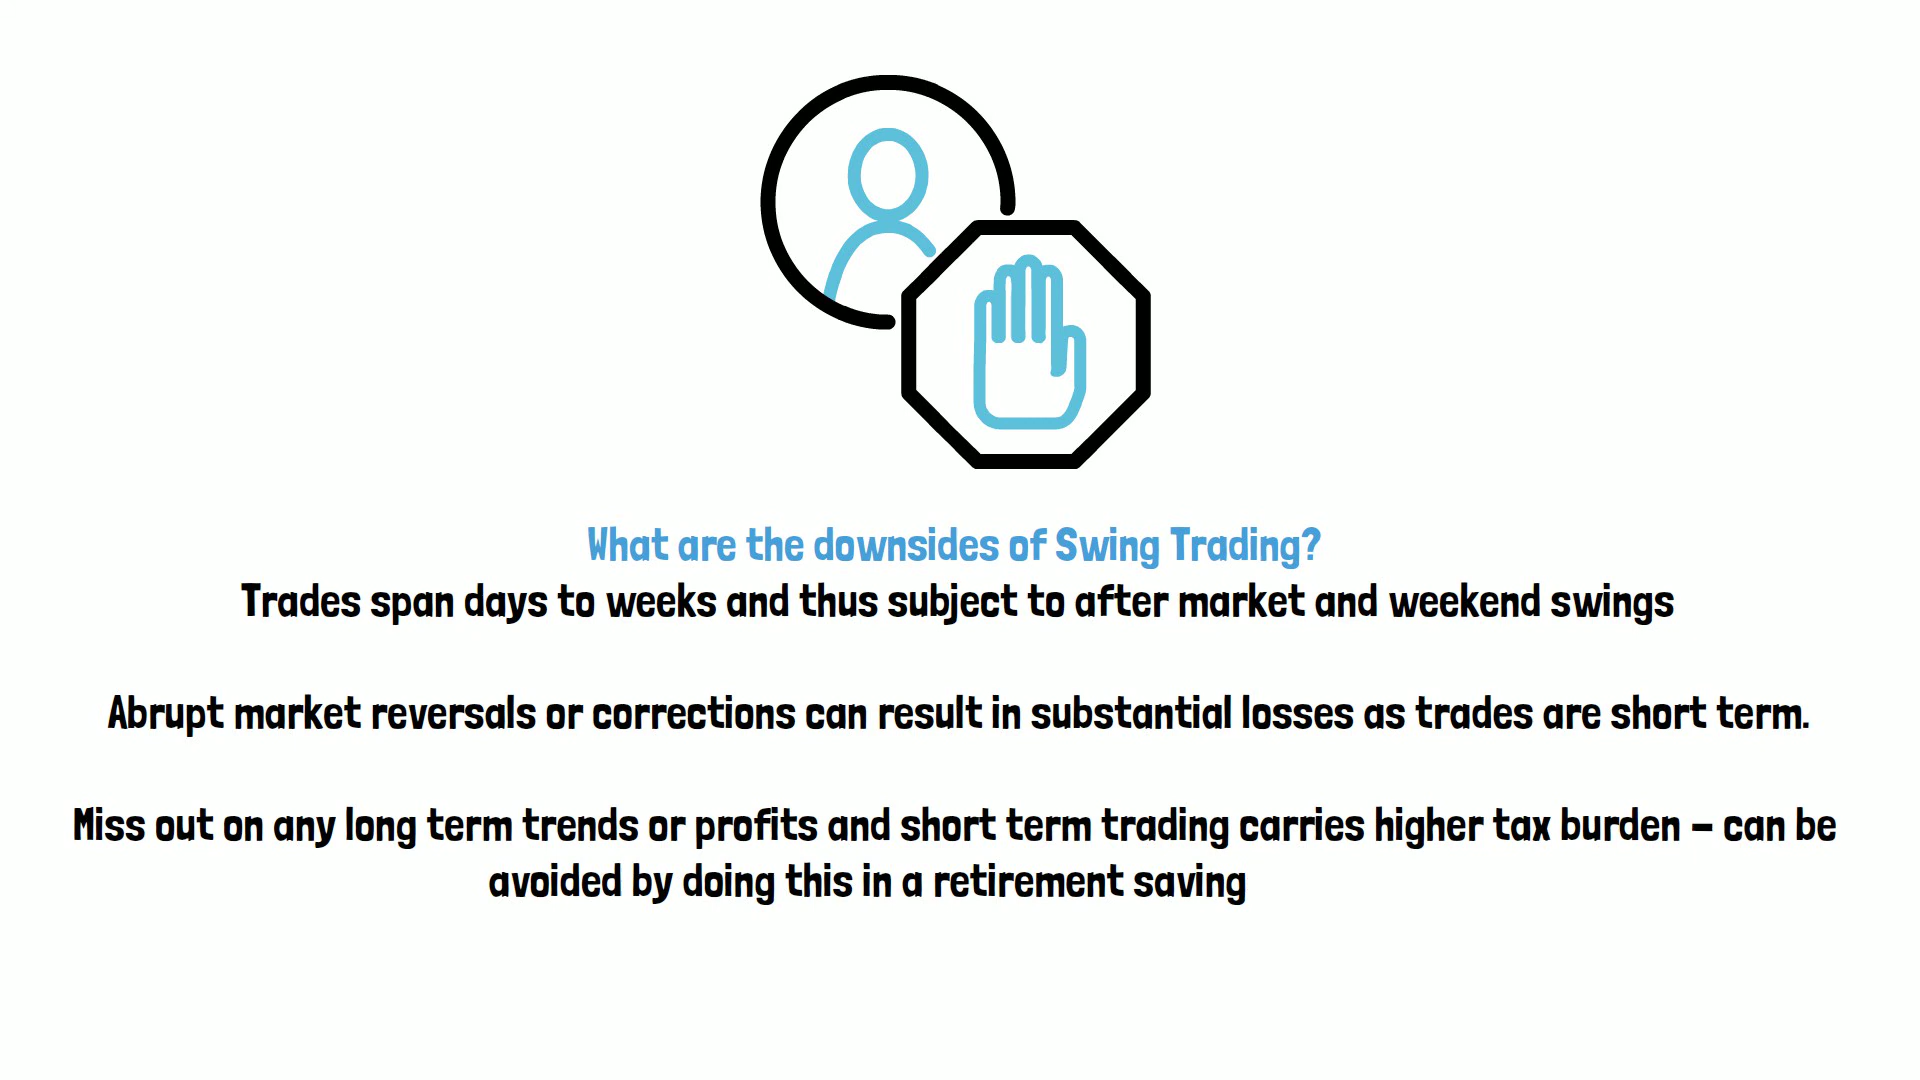 What are the downsides of Swing Trading?
Trades span days to weeks and thus subject to after market and weekend swings
Abrupt market reversals or corrections can result in substantial losses as trades are short term.
Miss out on any long term trends or profits and short term trading carries higher tax burden – can be
avoided by doing this in a retirement saving